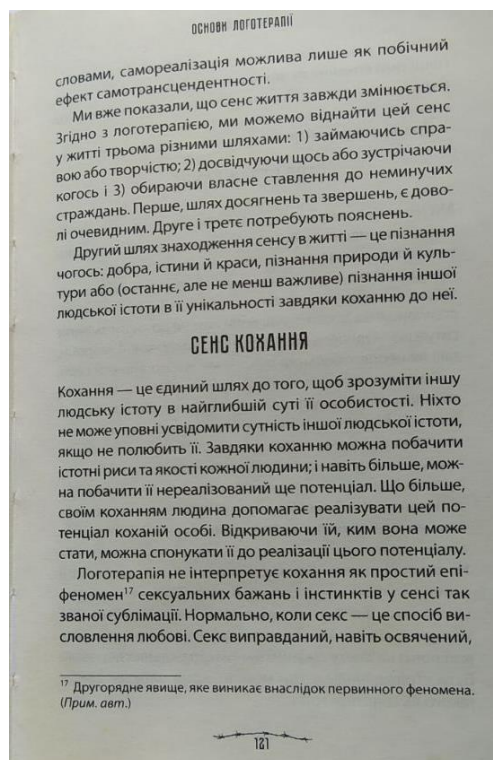 ОСНОВИ ЛОГОТЕРАПІЇ
словами, самореалізація можлива лише як побічний
ефект самотрансцендентності.
Ми вже показали, що сенс життя завжди змінюється.
Згідно з логотерапією, ми можемо віднайти цей сенс
у житті трьома різними шляхами: 1) займаючись спра-
вою або творчістю; 2) досвідчуючи щось або зустрічаючи
когось і 3) обираючи власне ставлення до неминучих
страждань. Перше, шлях досягнень та звершень, є дово-
лі очевидним. Друге і третє потребують пояснень.
Другий шлях знаходження сенсу в житті — це пізнання
чогось: добра, істини й краси, пізнання природи й куль-
тури або (останнє, але не менш важливе) пізнання іншої
людської істоти в її унікальності завдяки коханню до неї.
СЕНС КОХАННЯ
Кохання — це єдиний шлях до того, щоб зрозуміти іншу
людську істоту в найглибшій суті її особистості. Ніхто
не може уповні усвідомити сутність іншої людської істоти,
якщо не полюбить її. Завдяки коханню можна побачити
істотні риси та якості кожної людини; і навіть більше, мож-
на побачити її нереалізований ще потенціал. Що більше,
своїм коханням людина допомагає реалізувати цей по-
тенціал коханій особі. Відкриваючи їй, ким вона може
стати, можна спонукати її до реалізації цього потенціалу.
Логотерапія не інтерпретує кохання як простий епі-
феномен¹⁷ сексуальних бажань і інстинктів у сенсі так
званої сублімації. Нормально, коли секс — це спосіб ви-
словлення любові. Секс виправданий, навіть освячений,
¹⁷ Другорядне явище, яке виникає внаслідок первинного феномена.
(Прим. авт.)
121